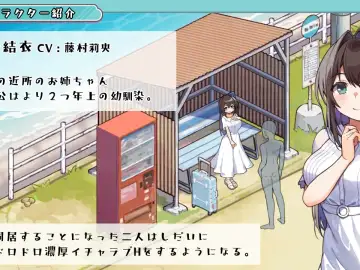 ラクター紹介
結衣 CV：藤村莉央
の近所のお姉ちゃん
公はより２つ年上の幼馴染。
同居することになった二人はしだいに
ドロドロ濃厚イチャラブHをするようになる。